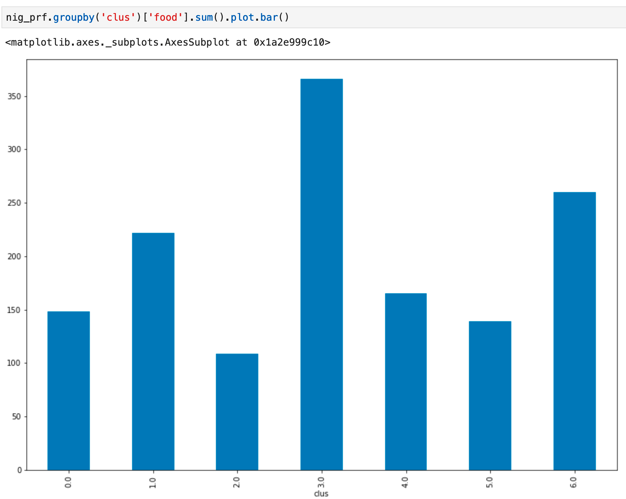 nig_prf.groupby('clus')['food'].sum().plot.bar()
<matplotlib.axes._subplots.AxesSubplot at 0x1a2e999c10>
350
300
250
200
150
100
50
0
0.0 1.0 2.0 3.0 4.0 5.0 6.0
clus